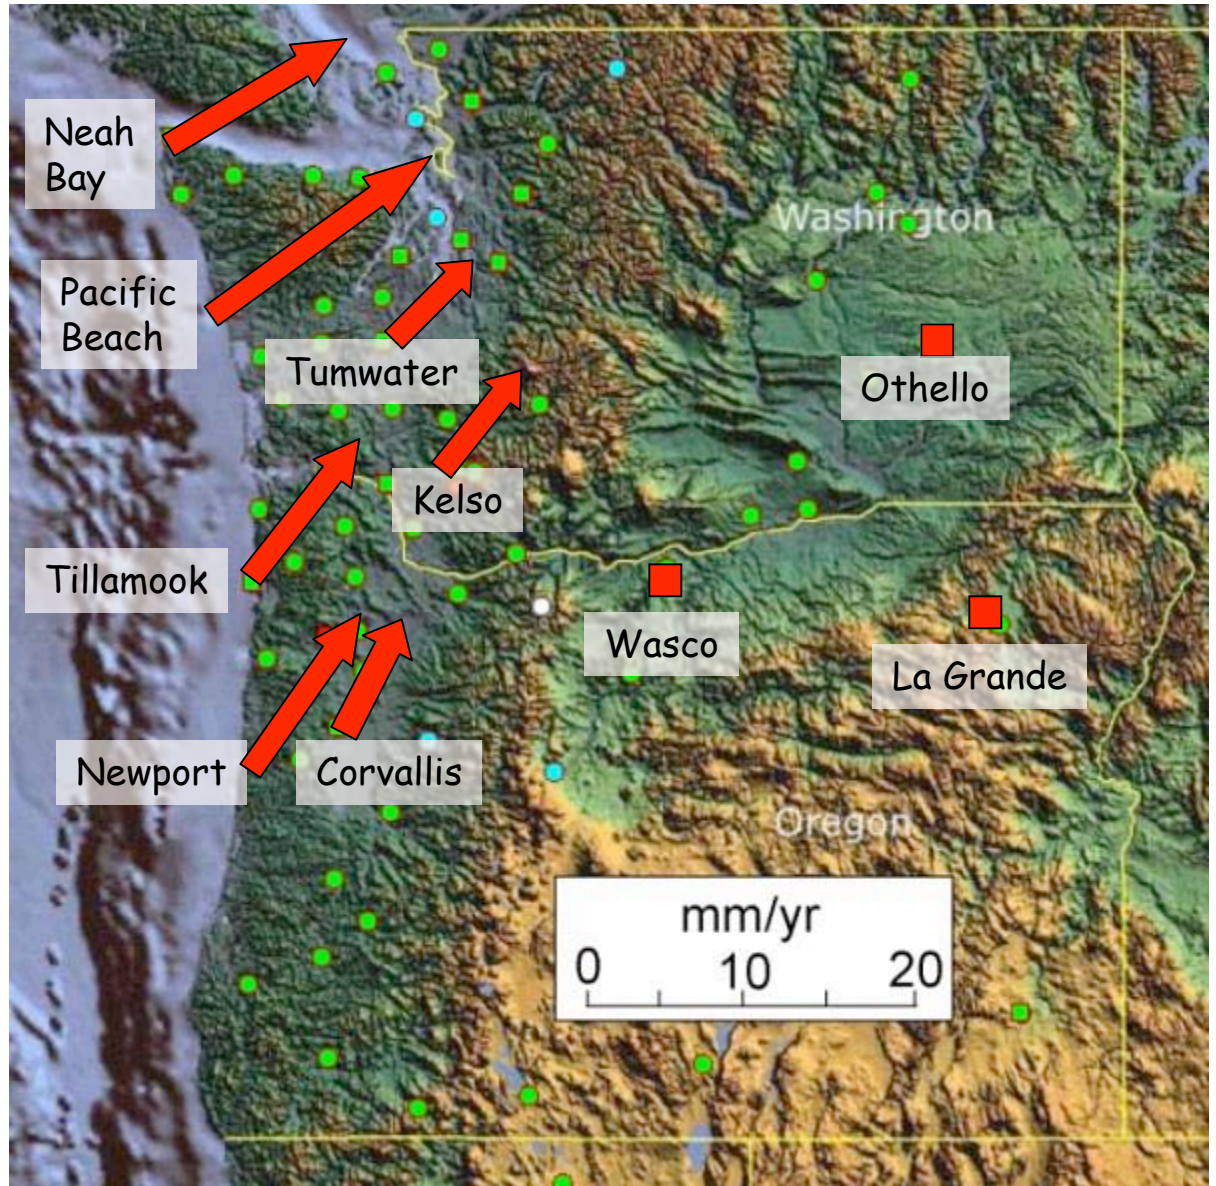 Neah
Bay
Washington
Pacific
Beach
Tumwater
Othello
Kelso
Tillamook
Wasco
La Grande
Newport
Corvallis
Oregon
mm/yr
0 10 20